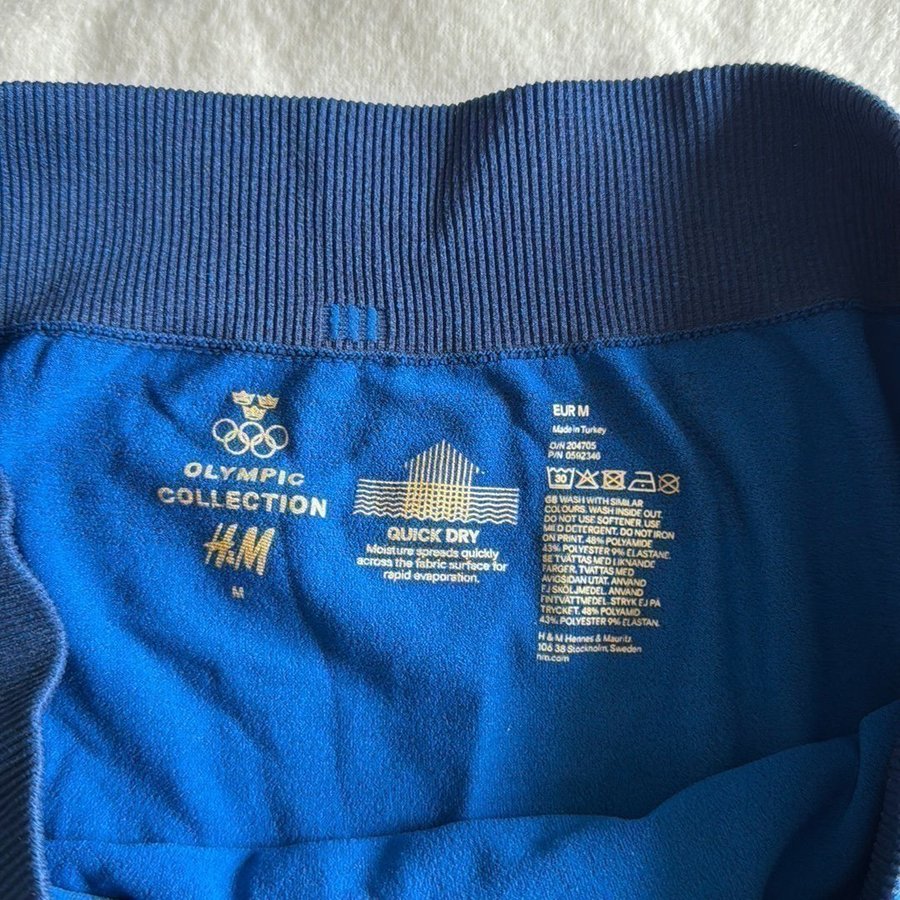 OLYMPIC
COLLECTION
H&M
M
QUICK DRY
Moisture spreads quickly
across the fabric surface for
rapid evaporation.
EUR M
Made in Turkey
O/N 204705
P/N 0592346
30
GB WASH WITH SIMILAR
COLOURS. WASH INSIDE OUT.
DO NOT USE SOFTENER. USE
MILD DETERGENT. DO NOT IRON
ON PRINT. 48% POLYAMIDE
43% POLYESTER 9% ELASTANE.
SE TVÄTTAS MED LIKNANDE
FÄRGER. TVÄTTAS MED
AVIGSIDAN UTÅT. ANVÄND
EJ SKÖLJMEDEL. ANVÄND
FINTVÄTTMEDEL. STRYK EJ PÅ
TRYCKET. 48% POLYAMID
43% POLYESTER 9% ELASTAN.
H & M Hennes & Mauritz
106 38 Stockholm, Sweden
hm.com